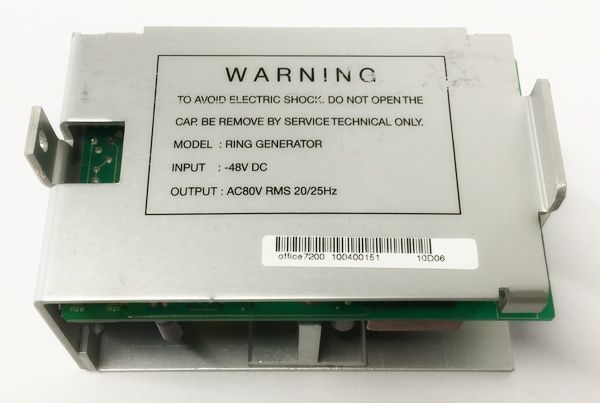 WARNING
TO AVOID ELECTRIC SHOCK. DO NOT OPEN THE
CAP. BE REMOVE BY SERVICE TECHNICAL ONLY.
MODEL : RING GENERATOR
INPUT : -48V DC
OUTPUT : AC80V RMS 20/25Hz
office7200 100400151 10D06
R20 R21